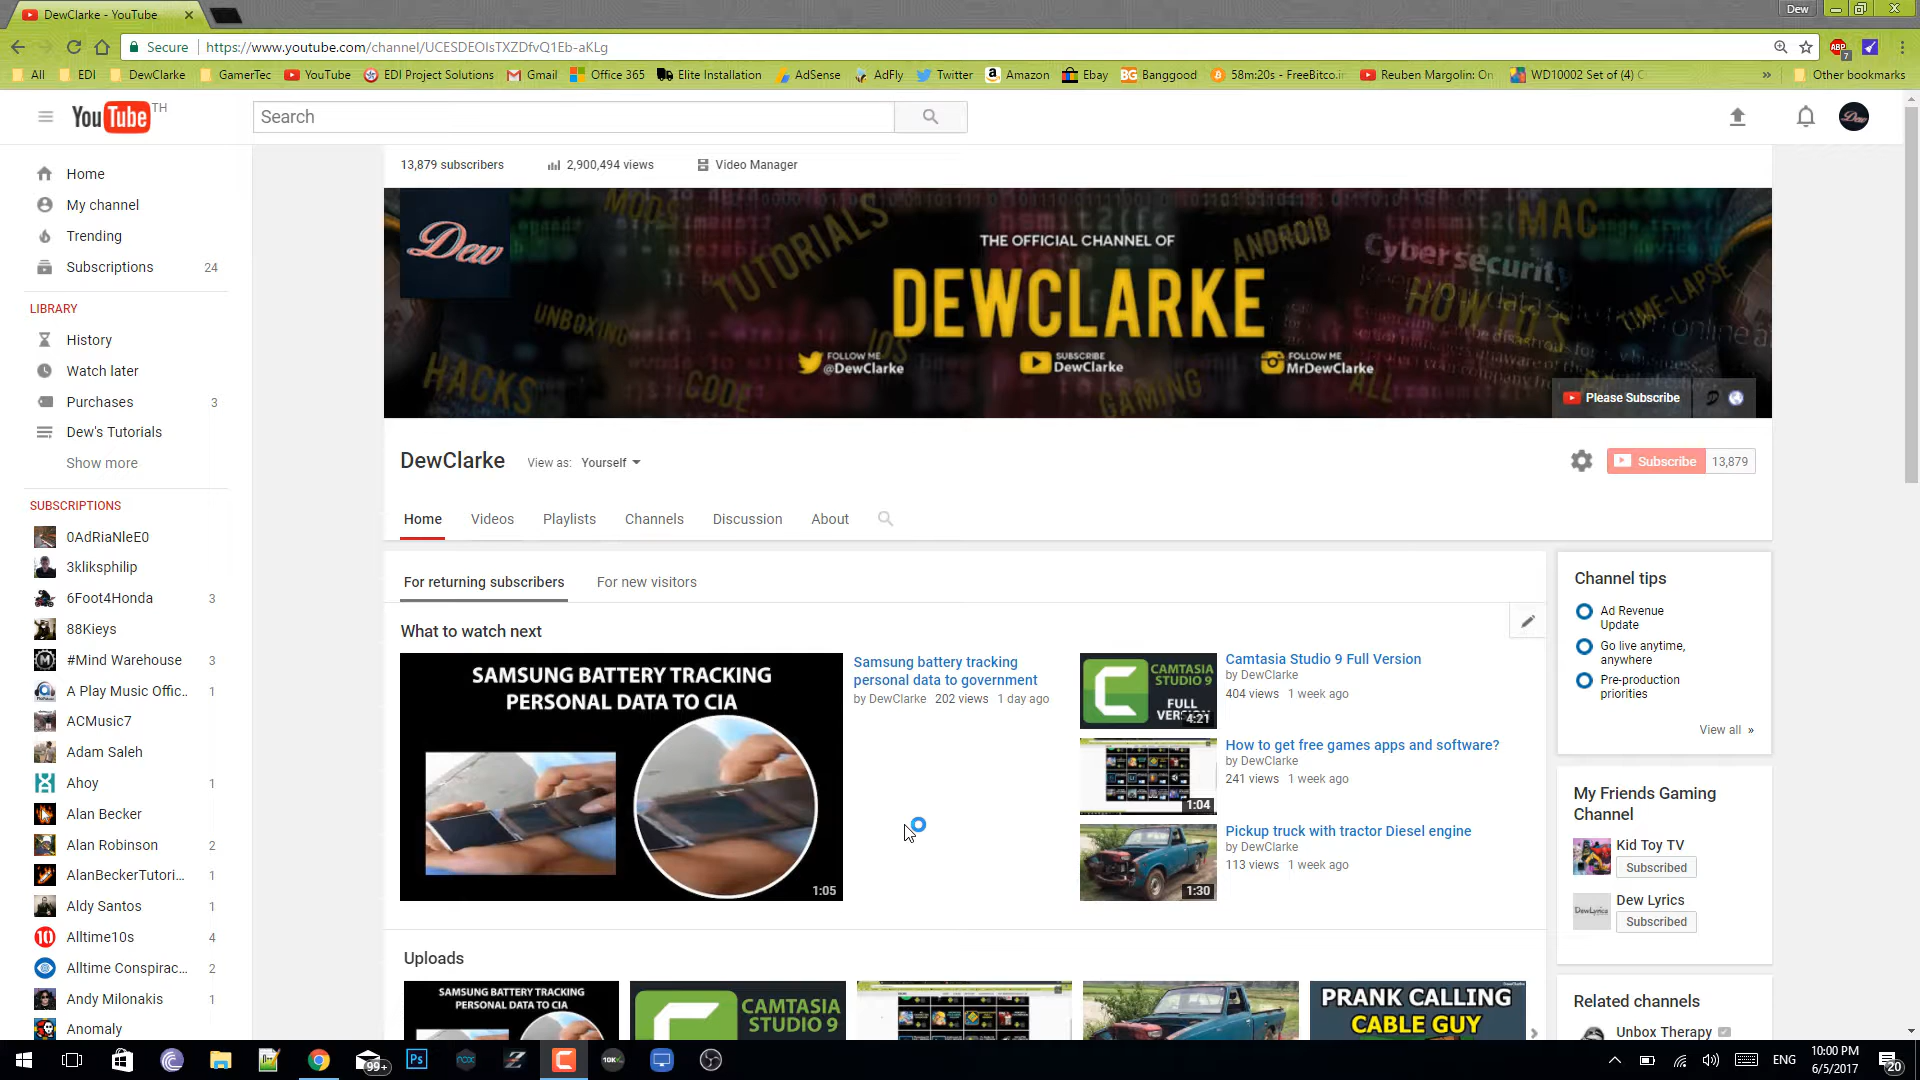 DewClarke - YouTube
Dew
Secure
https://www.youtube.com/channel/UCESDEOIsTXZDfvQ1Eb-aKLg
All
EDI
DewClarke
GamerTec
YouTube
EDI Project Solutions
Gmail
Office 365
Elite Installation
AdSense
AdFly
Twitter
Amazon
Ebay
Banggood
58m:20s - FreeBitco.in
Reuben Margolin: On
WD10002 Set of (4) C
Other bookmarks
YouTube TH
Search
13,879 subscribers
2,900,494 views
Video Manager
Home
My channel
Trending
Subscriptions 24
LIBRARY
History
Watch later
Purchases 3
Dew's Tutorials
Show more
SUBSCRIPTIONS
0AdRiaNleE0
3kliksphilip
6Foot4Honda 3
88Kieys
#Mind Warehouse 3
A Play Music Offic.. 1
ACMusic7
Adam Saleh
Ahoy 1
Alan Becker
Alan Robinson 2
AlanBeckerTutori... 1
Aldy Santos 1
Alltime10s 4
Alltime Conspirac... 2
Andy Milonakis 1
Anomaly
Dew
MODS
TUTORIALS
UNBOXING
HACKS
CODE
IOS
THE OFFICIAL CHANNEL OF
DEWCLARKE
FOLLOW ME
@DewClarke
SUBSCRIBE
DewClarke
FOLLOW ME
MrDewClarke
ANDROID
Cybersecurity
MAC
HOW TO'S
TIME-LAPSE
GAMING
ALL
Please Subscribe
DewClarke
View as: Yourself
Subscribe 13,879
Home
Videos
Playlists
Channels
Discussion
About
For returning subscribers
For new visitors
What to watch next
SAMSUNG BATTERY TRACKING
PERSONAL DATA TO CIA
1:05
Samsung battery tracking
personal data to government
by DewClarke 202 views 1 day ago
CAMTASIA
STUDIO 9
FULL
VERSION
4:21
Camtasia Studio 9 Full Version
by DewClarke
404 views 1 week ago
1:04
How to get free games apps and software?
by DewClarke
241 views 1 week ago
1:30
Pickup truck with tractor Diesel engine
by DewClarke
113 views 1 week ago
Uploads
SAMSUNG BATTERY TRACKING
PERSONAL DATA TO CIA
CAMTASIA
STUDIO 9
PRANK CALLING
CABLE GUY
Channel tips
Ad Revenue
Update
Go live anytime,
anywhere
Pre-production
priorities
View all »
My Friends Gaming
Channel
Kid Toy TV
Subscribed
Dew Lyrics
Subscribed
Related channels
Unbox Therapy
99+
Ps
10K
ENG
10:00 PM
6/5/2017
20